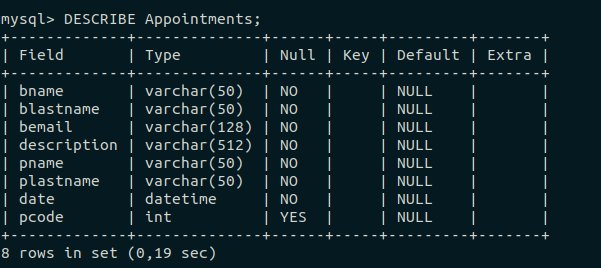 mysql> DESCRIBE Appointments;
+-------------+--------------+------+-----+---------+-------+
| Field       | Type         | Null | Key | Default | Extra |
+-------------+--------------+------+-----+---------+-------+
| bname       | varchar(50)  | NO   |     | NULL    |       |
| blastname   | varchar(50)  | NO   |     | NULL    |       |
| bemail      | varchar(128) | NO   |     | NULL    |       |
| description | varchar(512) | NO   |     | NULL    |       |
| pname       | varchar(50)  | NO   |     | NULL    |       |
| plastname   | varchar(50)  | NO   |     | NULL    |       |
| date        | datetime     | NO   |     | NULL    |       |
| pcode       | int          | YES  |     | NULL    |       |
+-------------+--------------+------+-----+---------+-------+
8 rows in set (0,19 sec)